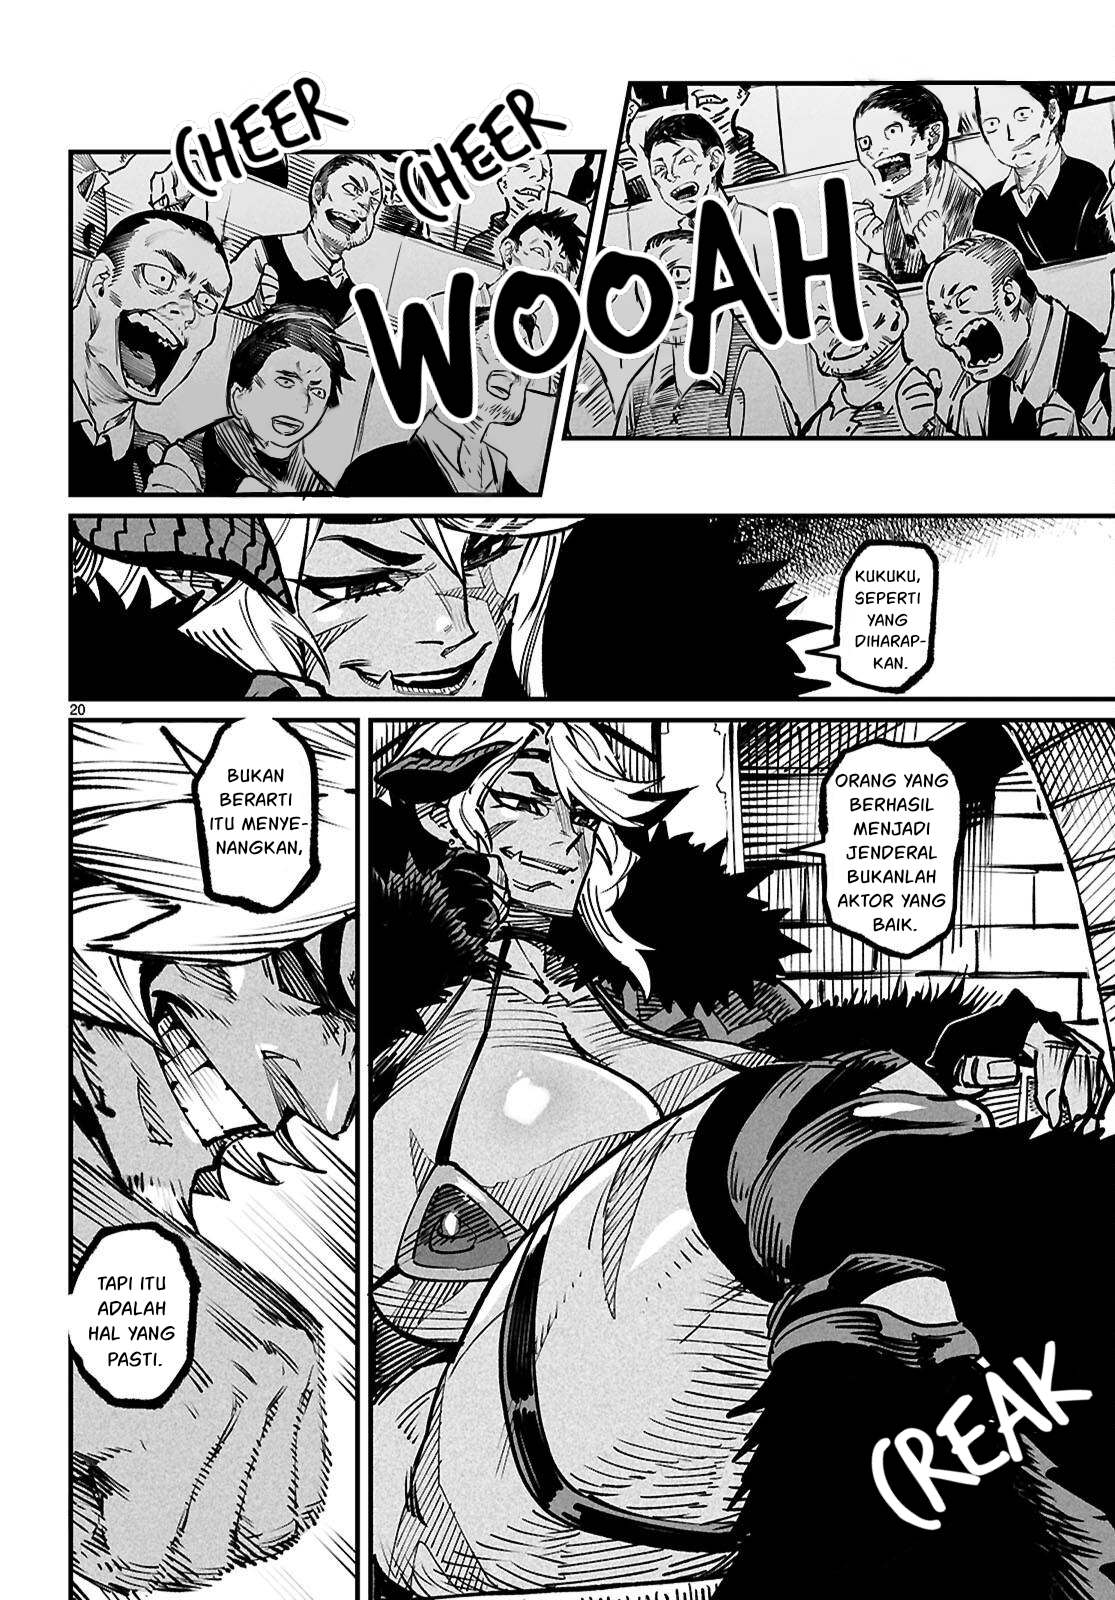 CHEER
CHEER
WOOAH
KUKUKU,
SEPERTI
YANG
DIHARAP-
KAN.
20
ORANG YANG
BERHASIL
MENJADI
JENDERAL
BUKANLAH
AKTOR YANG
BAIK.
CREAK
BUKAN
BERARTI
ITU MENYE-
NANGKAN,
TAPI ITU
ADALAH
HAL YANG
PASTI.